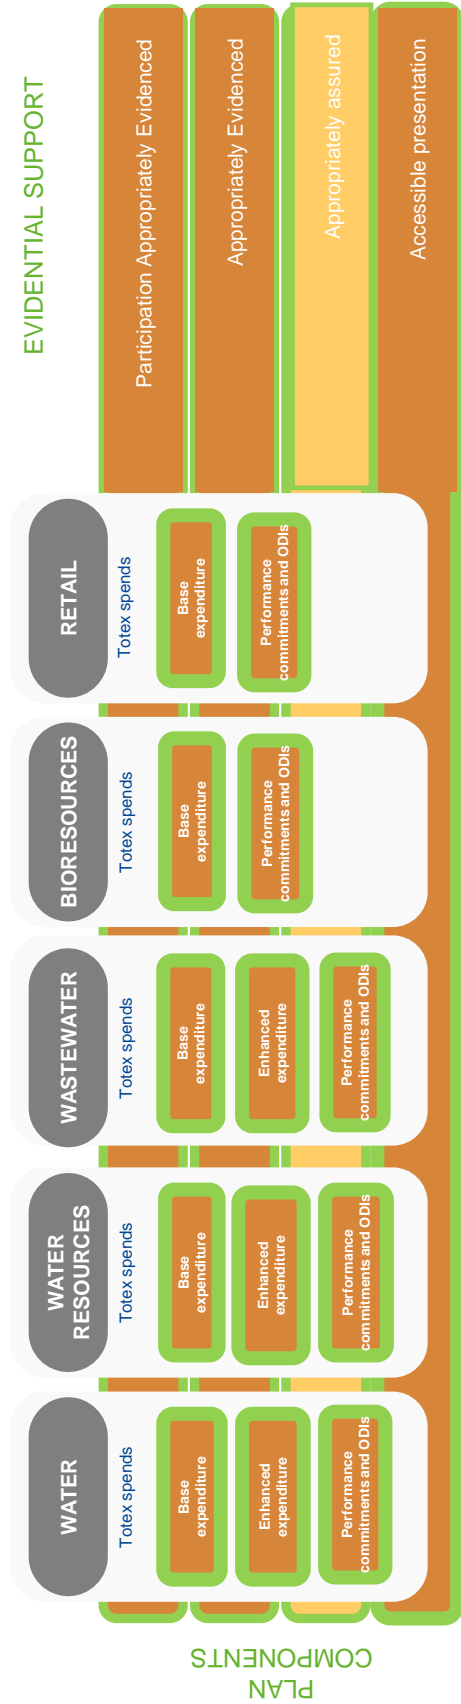 EVIDENTIAL SUPPORT
PLAN
COMPONENTS
WATER
Totex spends
Base
expenditure
Enhanced
expenditure
Performance
commitments and ODIs
WATER
RESOURCES
Totex spends
Base
expenditure
Enhanced
expenditure
Performance
commitments and ODIs
WASTEWATER
Totex spends
Base
expenditure
Enhanced
expenditure
Performance
commitments and ODIs
BIORESOURCES
Totex spends
Base
expenditure
Performance
commitments and ODIs
RETAIL
Totex spends
Base
expenditure
Performance
commitments and ODIs
Participation Appropriately Evidenced
Appropriately Evidenced
Appropriately assured
Accessible presentation